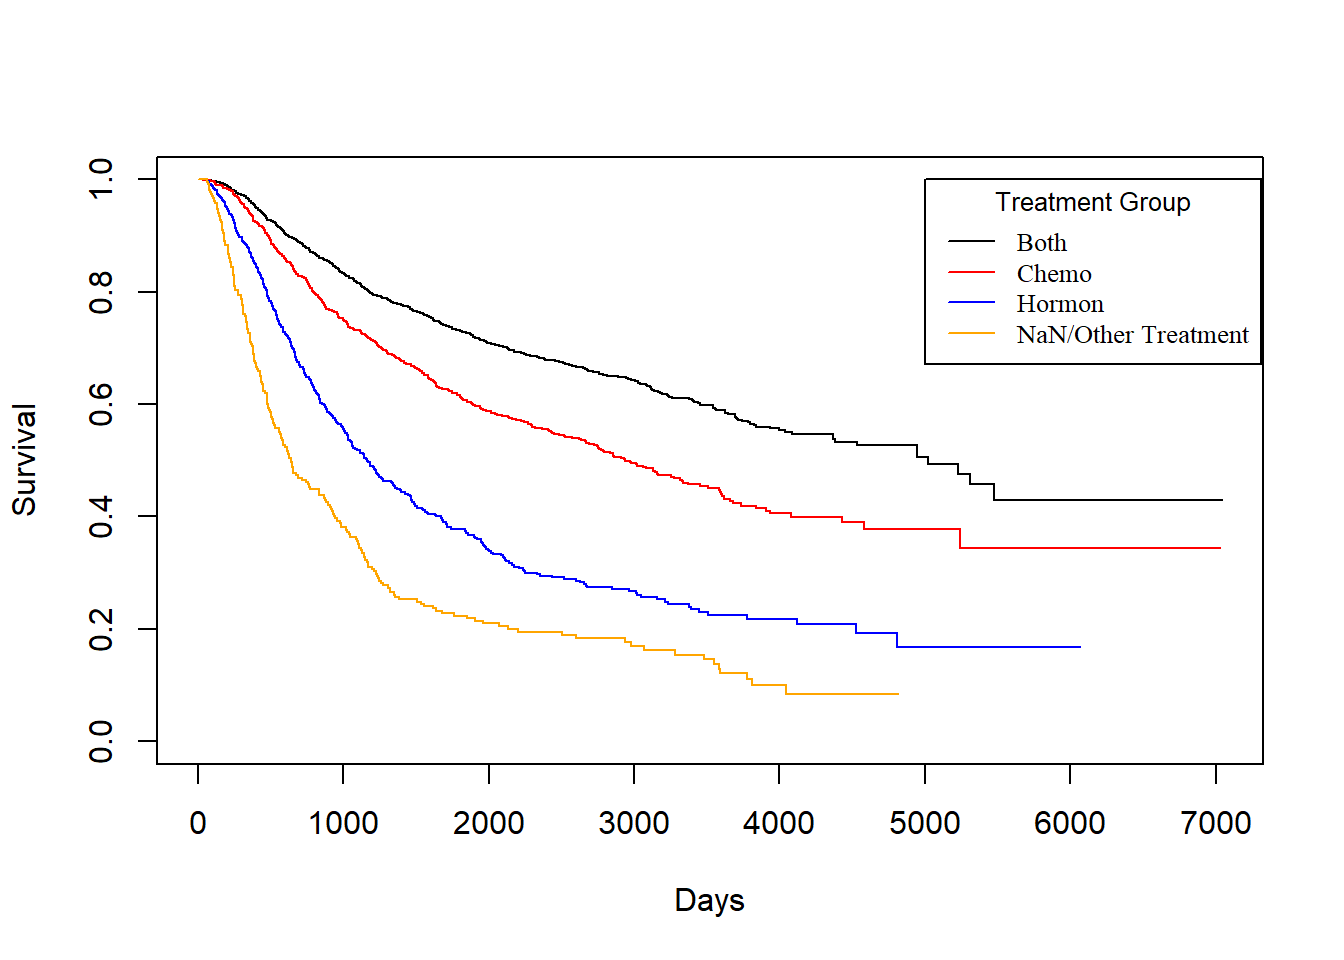 Treatment Group
Both
Chemo
Hormon
NaN/Other Treatment
Survival
1.0
0.8
0.6
0.4
0.2
0.0
0 1000 2000 3000 4000 5000 6000 7000
Days